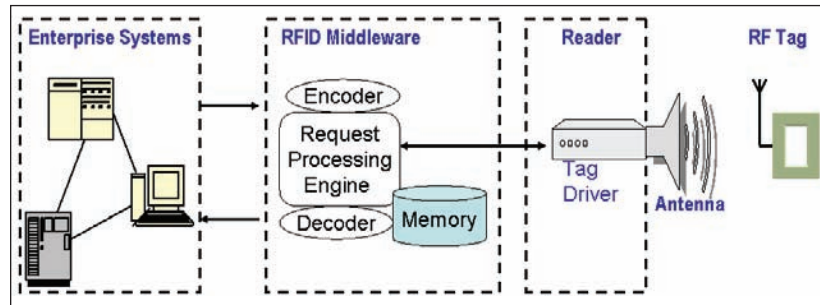 Enterprise Systems
RFID Middleware
Reader
RF Tag
Encoder
Request
Processing
Engine
Decoder
Memory
Tag
Driver
Antenna